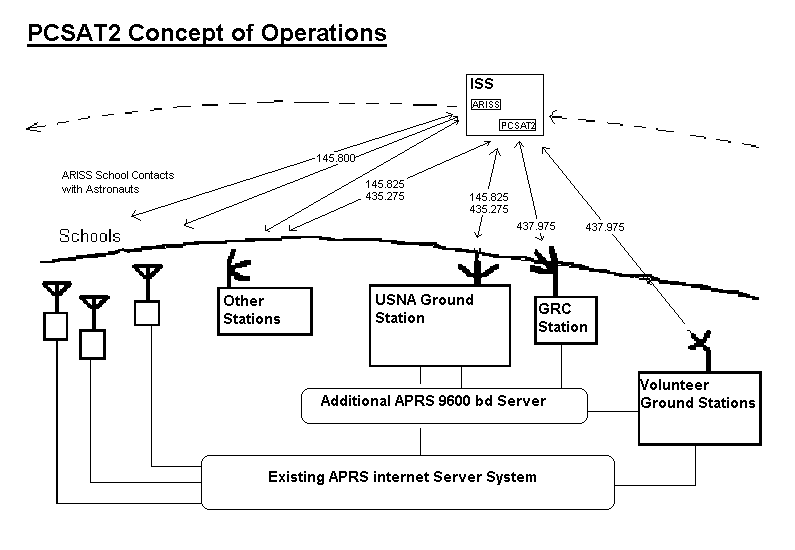 PCSAT2 Concept of Operations
ISS
ARISS
PCSAT2
145.800
ARISS School Contacts
with Astronauts
145.825
435.275
145.825
435.275
437.975
437.975
Schools
Other
Stations
USNA Ground
Station
GRC
Station
Volunteer
Ground Stations
Additional APRS 9600 bd Server
Existing APRS internet Server System